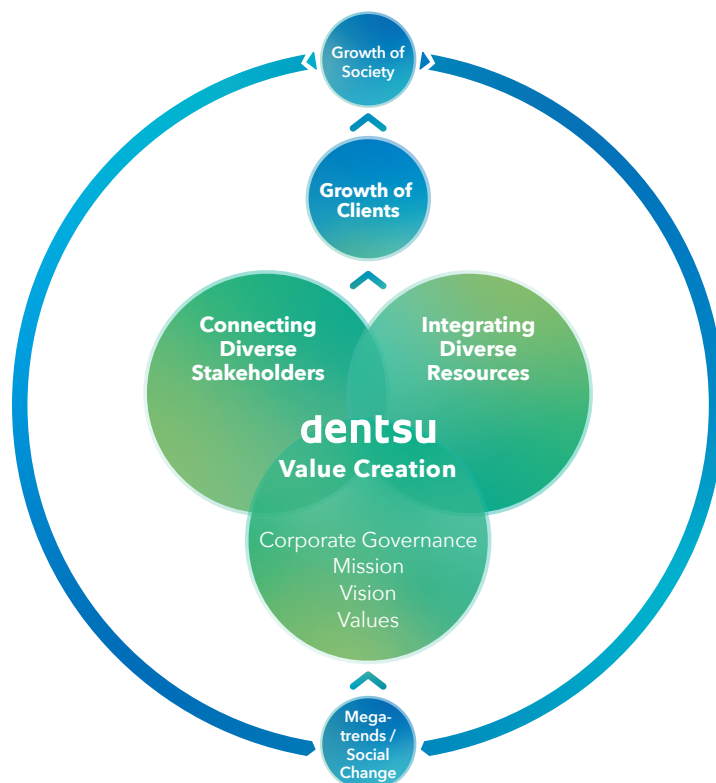 Growth of
Society
Growth of
Clients
Connecting
Diverse
Stakeholders
Integrating
Diverse
Resources
dentsu
Value Creation
Corporate Governance
Mission
Vision
Values
Mega-
trends /
Social
Change